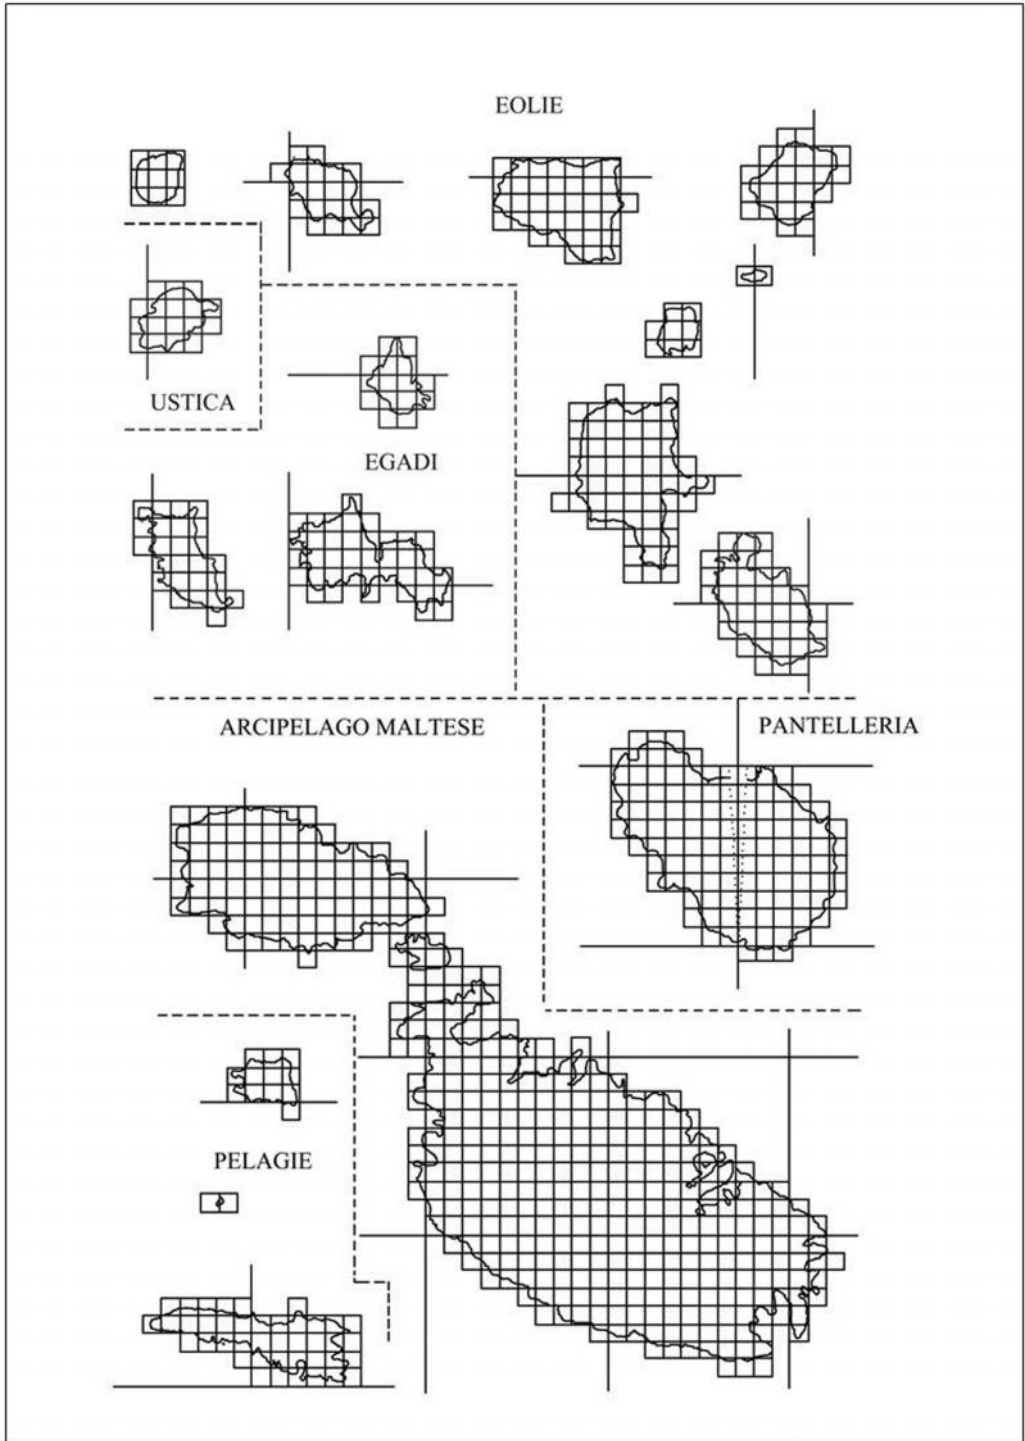 EOLIE
USTICA
EGADI
ARCIPELAGO MALTESE
PANTELLERIA
PELAGIE